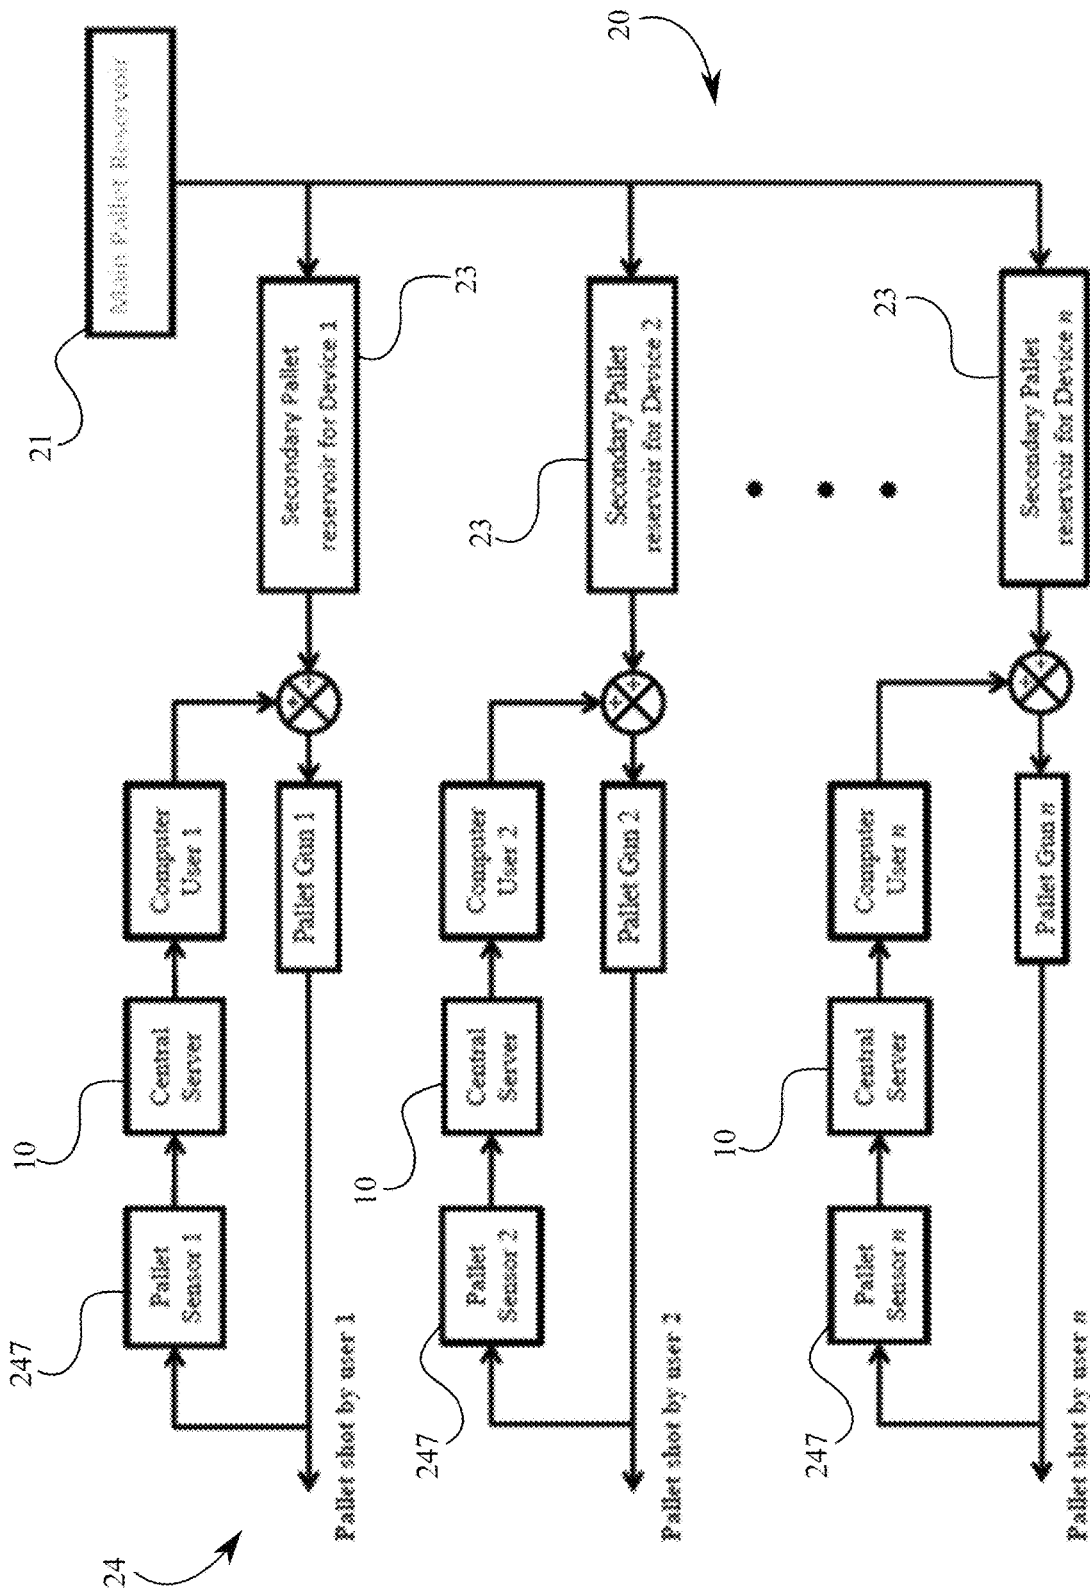 20
Main Pallet Reservoir
21
Secondary Pallet
reservoir for Device 1
23
Computer
User 1
Pallet Gun 1
Central
Server
10
Pallet
Sensor 1
247
Pallet shot by user 1
24
Secondary Pallet
reservoir for Device 2
23
Computer
User 2
Pallet Gun 2
Central
Server
10
Pallet
Sensor 2
247
Pallet shot by user 2
Secondary Pallet
reservoir for Device n
23
Computer
User n
Pallet Gun n
Central
Server
10
Pallet
Sensor n
247
Pallet shot by user n